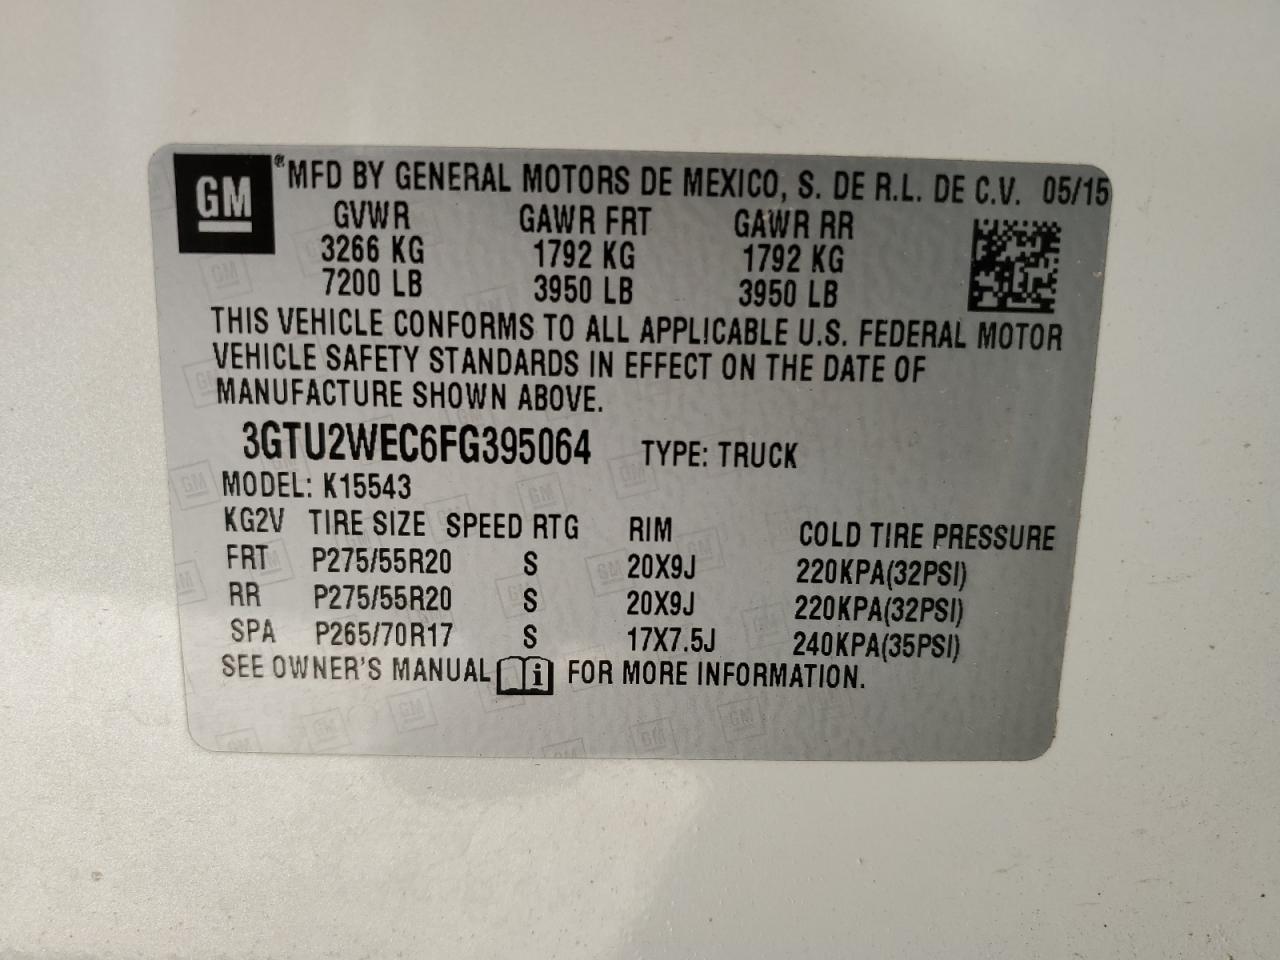 GM ® MFD BY GENERAL MOTORS DE MEXICO, S. DE R.L. DE C.V. 05/15
GVWR GAWR FRT GAWR RR
3266 KG 1792 KG 1792 KG
7200 LB 3950 LB 3950 LB
THIS VEHICLE CONFORMS TO ALL APPLICABLE U.S. FEDERAL MOTOR
VEHICLE SAFETY STANDARDS IN EFFECT ON THE DATE OF
MANUFACTURE SHOWN ABOVE.
3GTU2WEC6FG395064 TYPE: TRUCK
MODEL: K15543
KG2V TIRE SIZE SPEED RTG RIM COLD TIRE PRESSURE
FRT P275/55R20 S 20X9J 220KPA(32PSI)
RR P275/55R20 S 20X9J 220KPA(32PSI)
SPA P265/70R17 S 17X7.5J 240KPA(35PSI)
SEE OWNER'S MANUAL i FOR MORE INFORMATION.